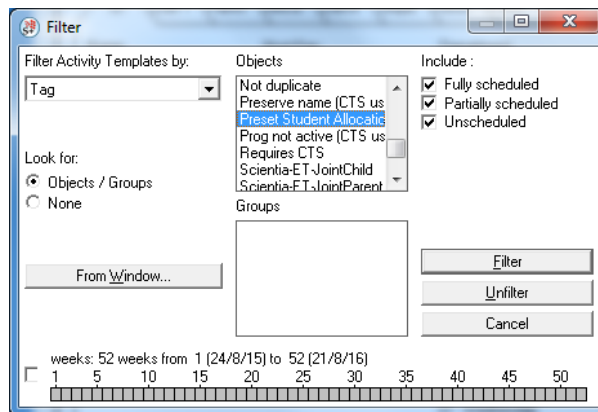 Filter
Filter Activity Templates by:
Tag
Look for:
Objects / Groups
None
From Window...
Objects
Not duplicate
Preserve name (CTS us
Preset Student Allocatic
Prog not active (CTS us
Requires CTS
Scientia-ET-JointChild
Scientia-ET-JointParent
Groups
Include :
Fully scheduled
Partially scheduled
Unscheduled
Filter
Unfilter
Cancel
weeks: 52 weeks from 1 (24/8/15) to 52 (21/8/16)
1 5 10 15 20 25 30 35 40 45 50